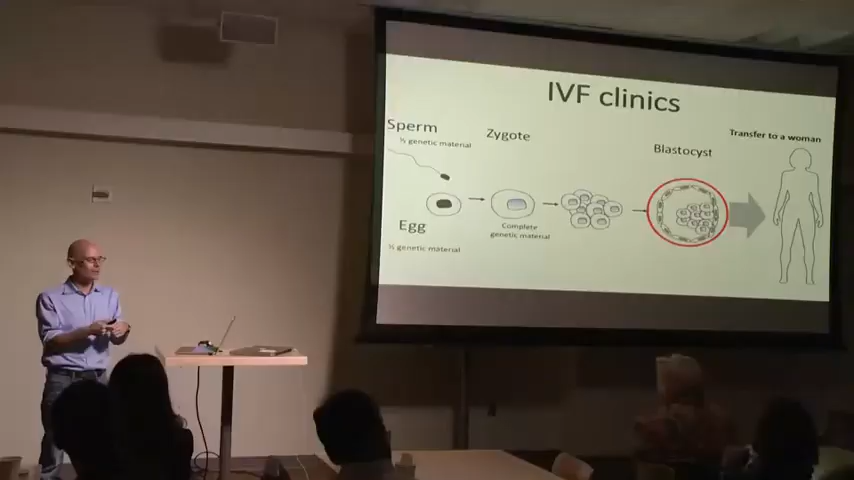 IVF clinics
Sperm
½ genetic material
Zygote
Blastocyst
Transfer to a woman
Egg
½ genetic material
Complete
genetic material